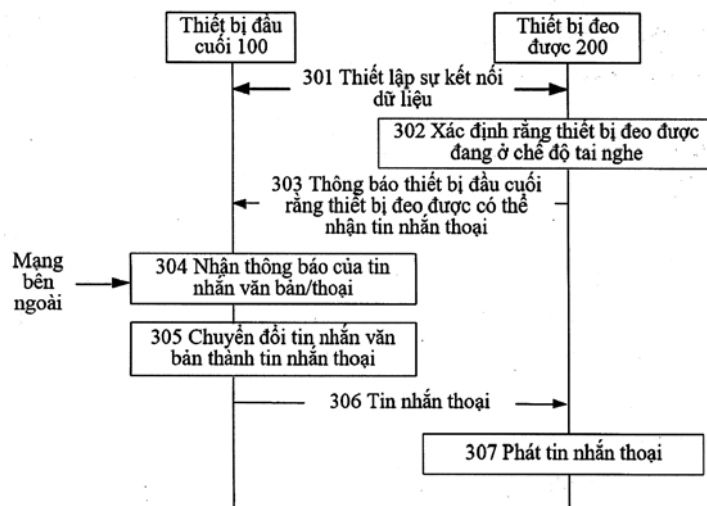 Thiết bị đầu
cuối 100
Thiết bị đeo
được 200
301 Thiết lập sự kết nối
dữ liệu
302 Xác định rằng thiết bị đeo được
đang ở chế độ tai nghe
303 Thông báo thiết bị đầu cuối
rằng thiết bị đeo được có thể
nhận tin nhắn thoại
Mạng
bên
ngoài
304 Nhận thông báo của tin
nhắn văn bản/thoại
305 Chuyển đổi tin nhắn văn
bản thành tin nhắn thoại
306 Tin nhắn thoại
307 Phát tin nhắn thoại